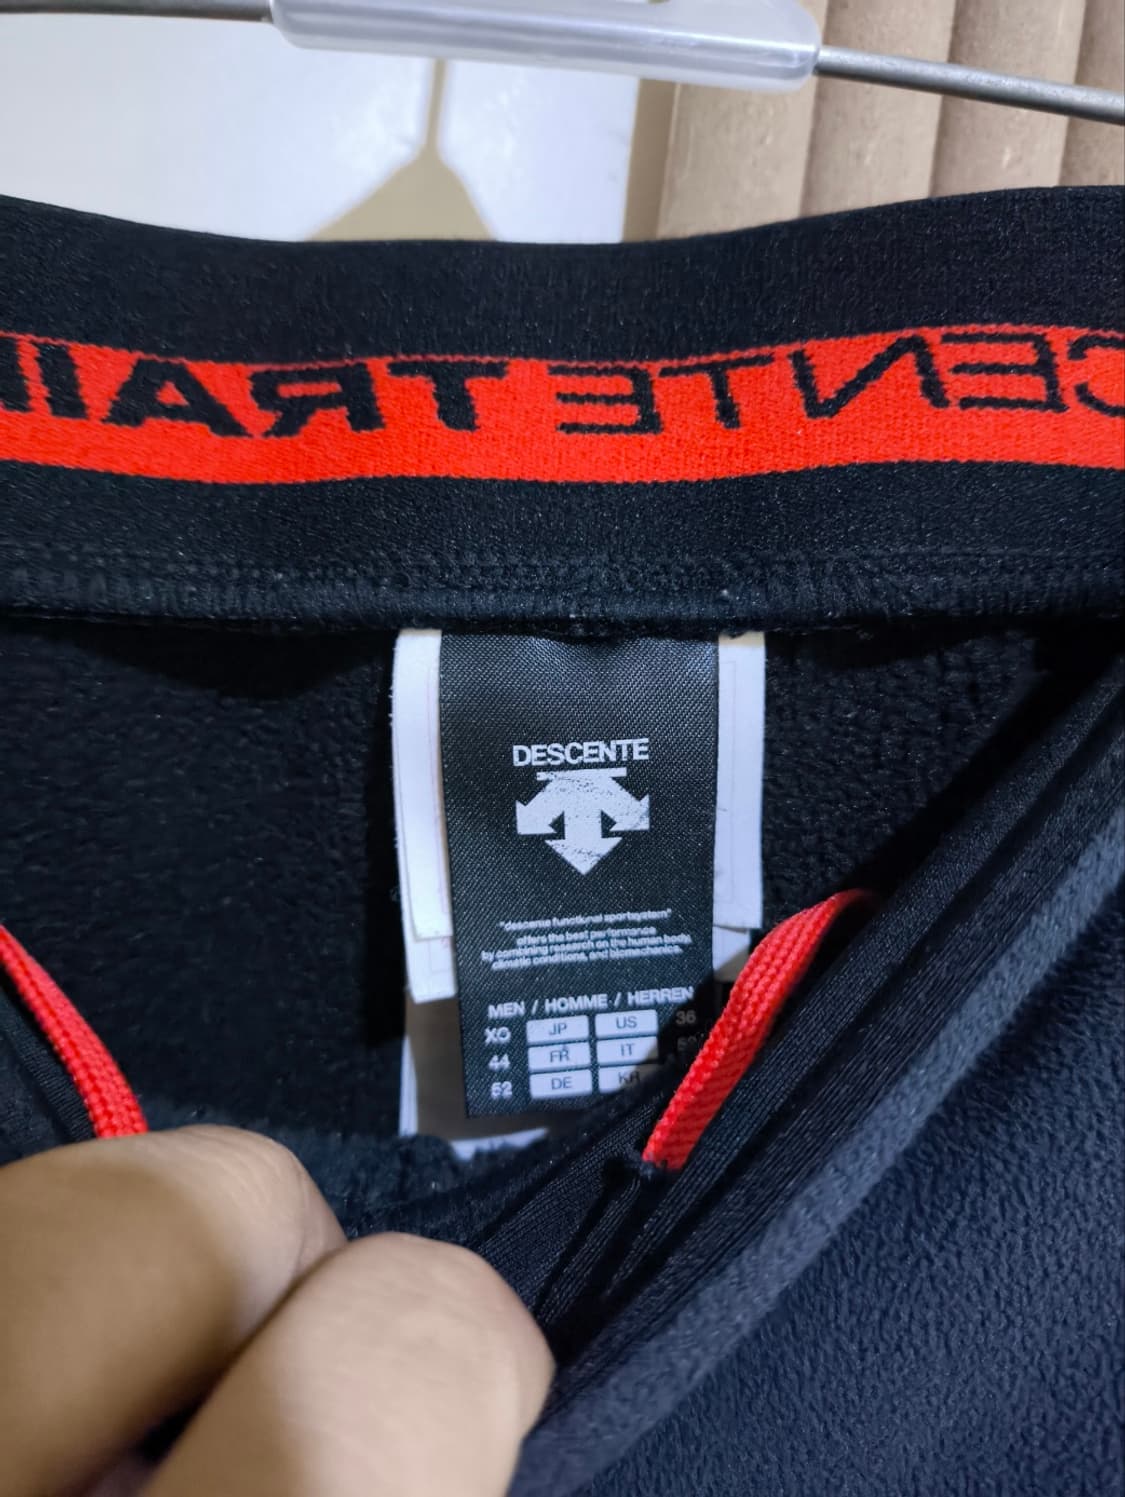 CENTE TRAI
DESCENTE
"descente functional sportsystem"
offers the best performance
by combining research on the human body,
climatic conditions, and biomechanics.
MEN / HOMME / HERREN
XO JP US 36
44 FR IT
52 DE KR